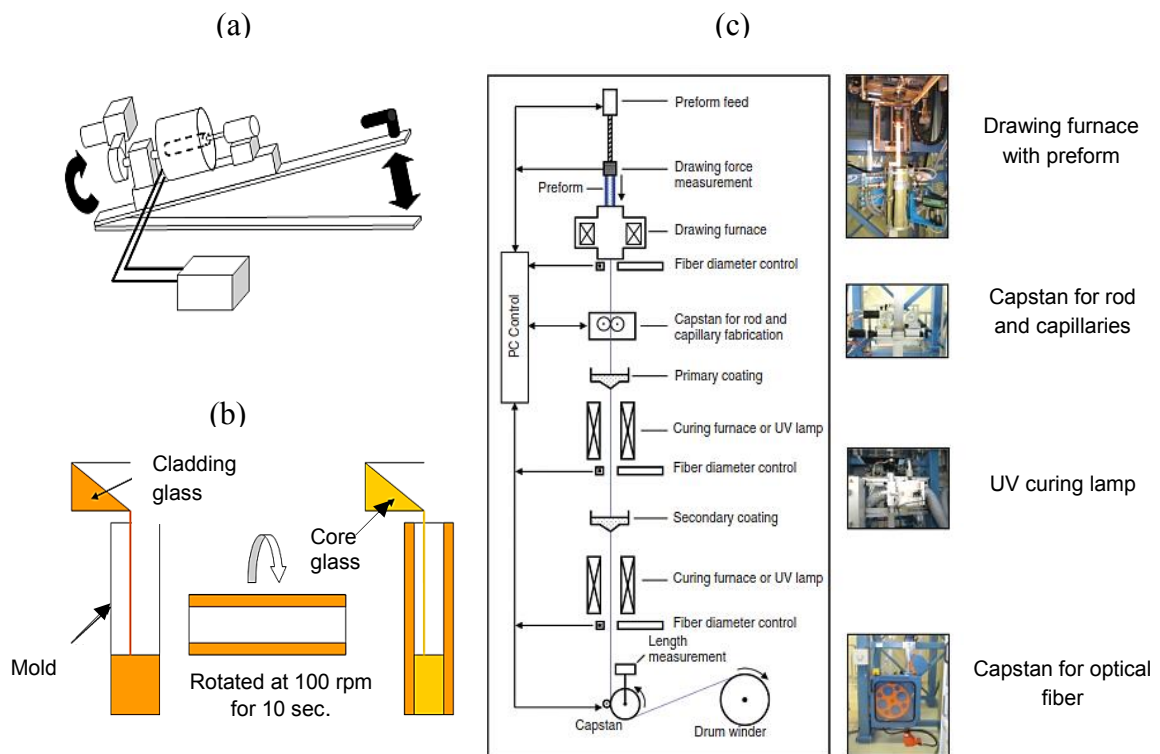 (a)
(b)
Cladding
glass
Core
glass
Mold
Rotated at 100 rpm
for 10 sec.
(c)
Preform feed
Drawing force
measurement
Preform
Drawing furnace
Fiber diameter control
PC Control
Capstan for rod and
capillary fabrication
Primary coating
Curing furnace or UV lamp
Fiber diameter control
Secondary coating
Curing furnace or UV lamp
Fiber diameter control
Length
measurement
Capstan
Drum winder
Drawing furnace
with preform
Capstan for rod
and capillaries
UV curing lamp
Capstan for optical
fiber